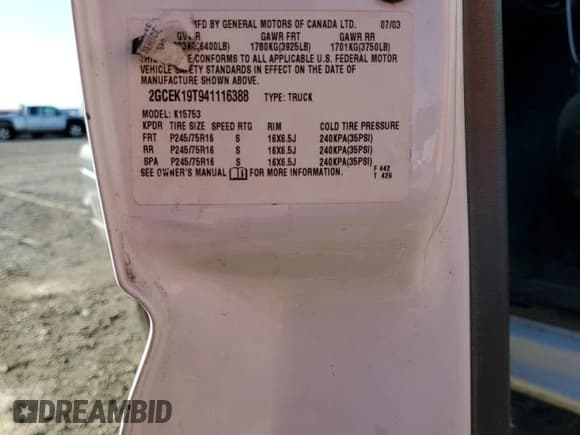 MFD BY GENERAL MOTORS OF CANADA LTD. 07/03
GAWR FRT GAWR RR
(6400LB) 1780KG(3925LB) 1701KG(3750LB)
CONFORMS TO ALL APPLICABLE U.S. FEDERAL MOTOR
VEHICLE SAFETY STANDARDS IN EFFECT ON THE DATE OF
MANUFACTURE SHOWN ABOVE.
2GCEK19T941116388 TYPE: TRUCK
MODEL: K15753
KPDR TIRE SIZE SPEED RTG RIM COLD TIRE PRESSURE
FRT P245/75R16 S 16X6.5J 240KPA(35PSI)
RR P245/75R16 S 16X6.5J 240KPA(35PSI)
SPA P245/75R16 S 16X6.5J 240KPA(35PSI)
SEE OWNER'S MANUAL FOR MORE INFORMATION.
F 442
T 426
DREAMBID